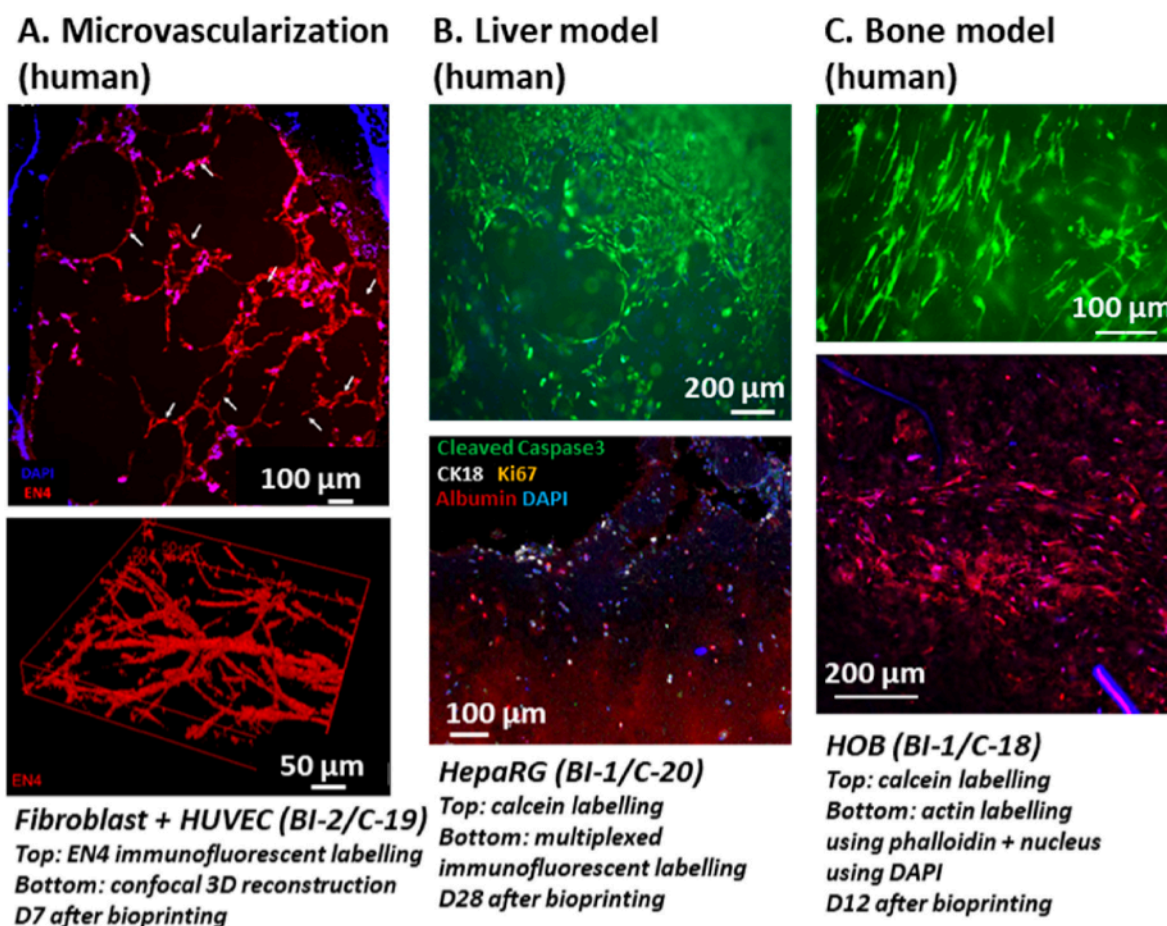 A. Microvascularization
(human)
DAPI
EN4
100 µm
EN4
50 µm
Fibroblast + HUVEC (BI-2/C-19)
Top: EN4 immunofluorescent labelling
Bottom: confocal 3D reconstruction
D7 after bioprinting
B. Liver model
(human)
200 µm
Cleaved Caspase3
CK18 Ki67
Albumin DAPI
100 µm
HepaRG (BI-1/C-20)
Top: calcein labelling
Bottom: multiplexed
immunofluorescent labelling
D28 after bioprinting
C. Bone model
(human)
100 µm
200 µm
HOB (BI-1/C-18)
Top: calcein labelling
Bottom: actin labelling
using phalloidin + nucleus
using DAPI
D12 after bioprinting